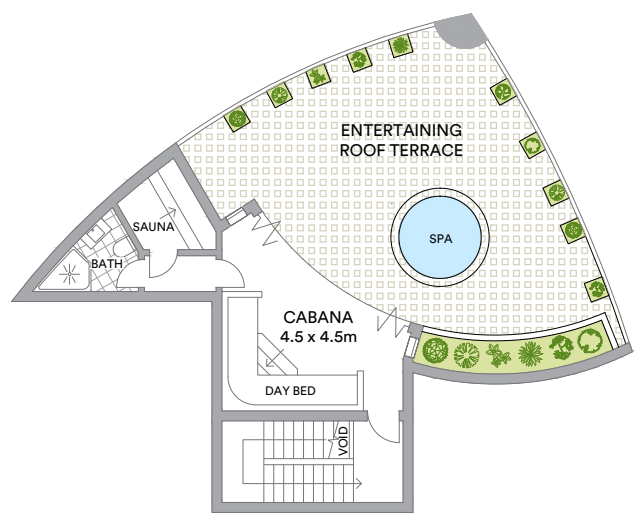 ENTERTAINING
ROOF TERRACE
SAUNA
SPA
BATH
CABANA
4.5 x 4.5m
DAY BED
VOID